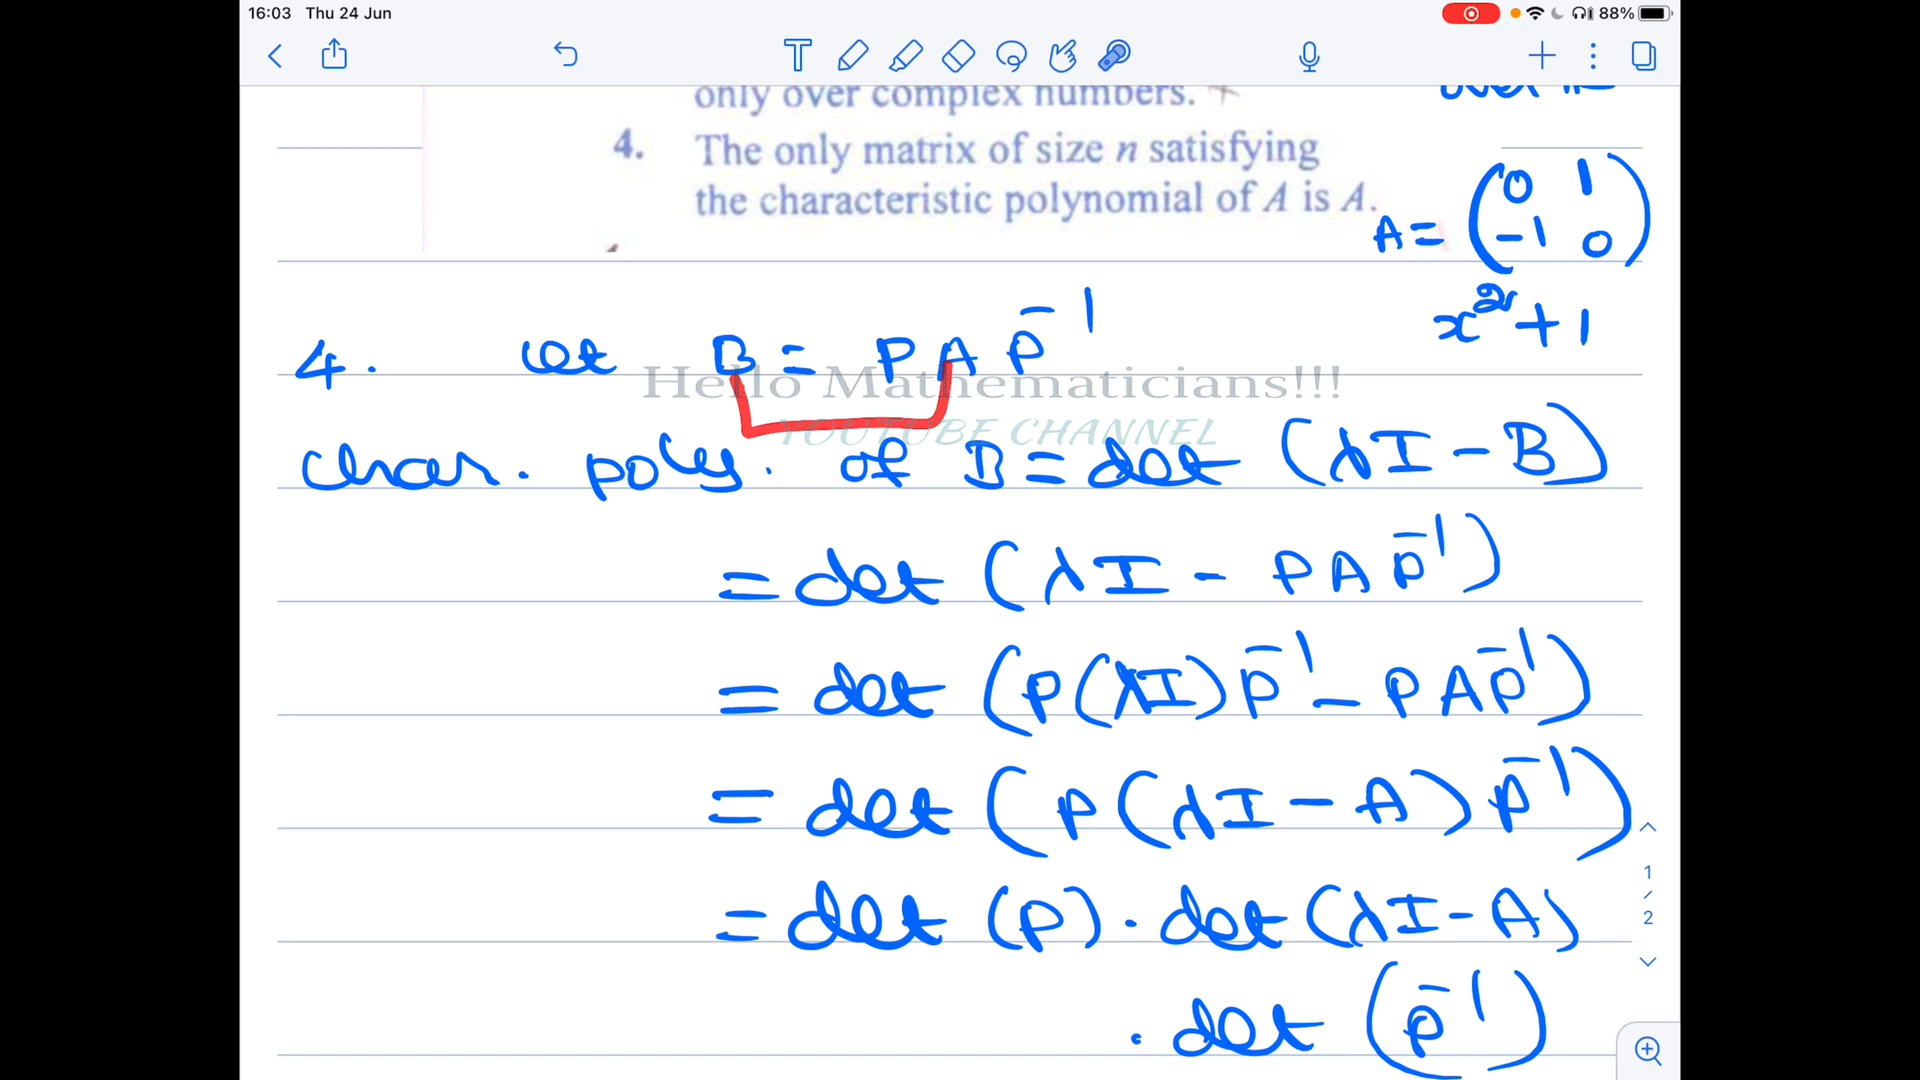 16:03 Thu 24 Jun
88%
only over complex numbers.
4. The only matrix of size n satisfying
the characteristic polynomial of A is A.
A = (0 1
-1 0)
x² + 1
4. let B = PAP⁻¹
Hello Mathematicians!!!
YOUTUBE CHANNEL
char. poly. of B = det (λI - B)
= det (λI - PAP⁻¹)
= det (P(λI)P⁻¹ - PAP⁻¹)
= det (P(λI - A)P⁻¹)
= det (P) · det (λI - A)
· det (P⁻¹)
1
/
2